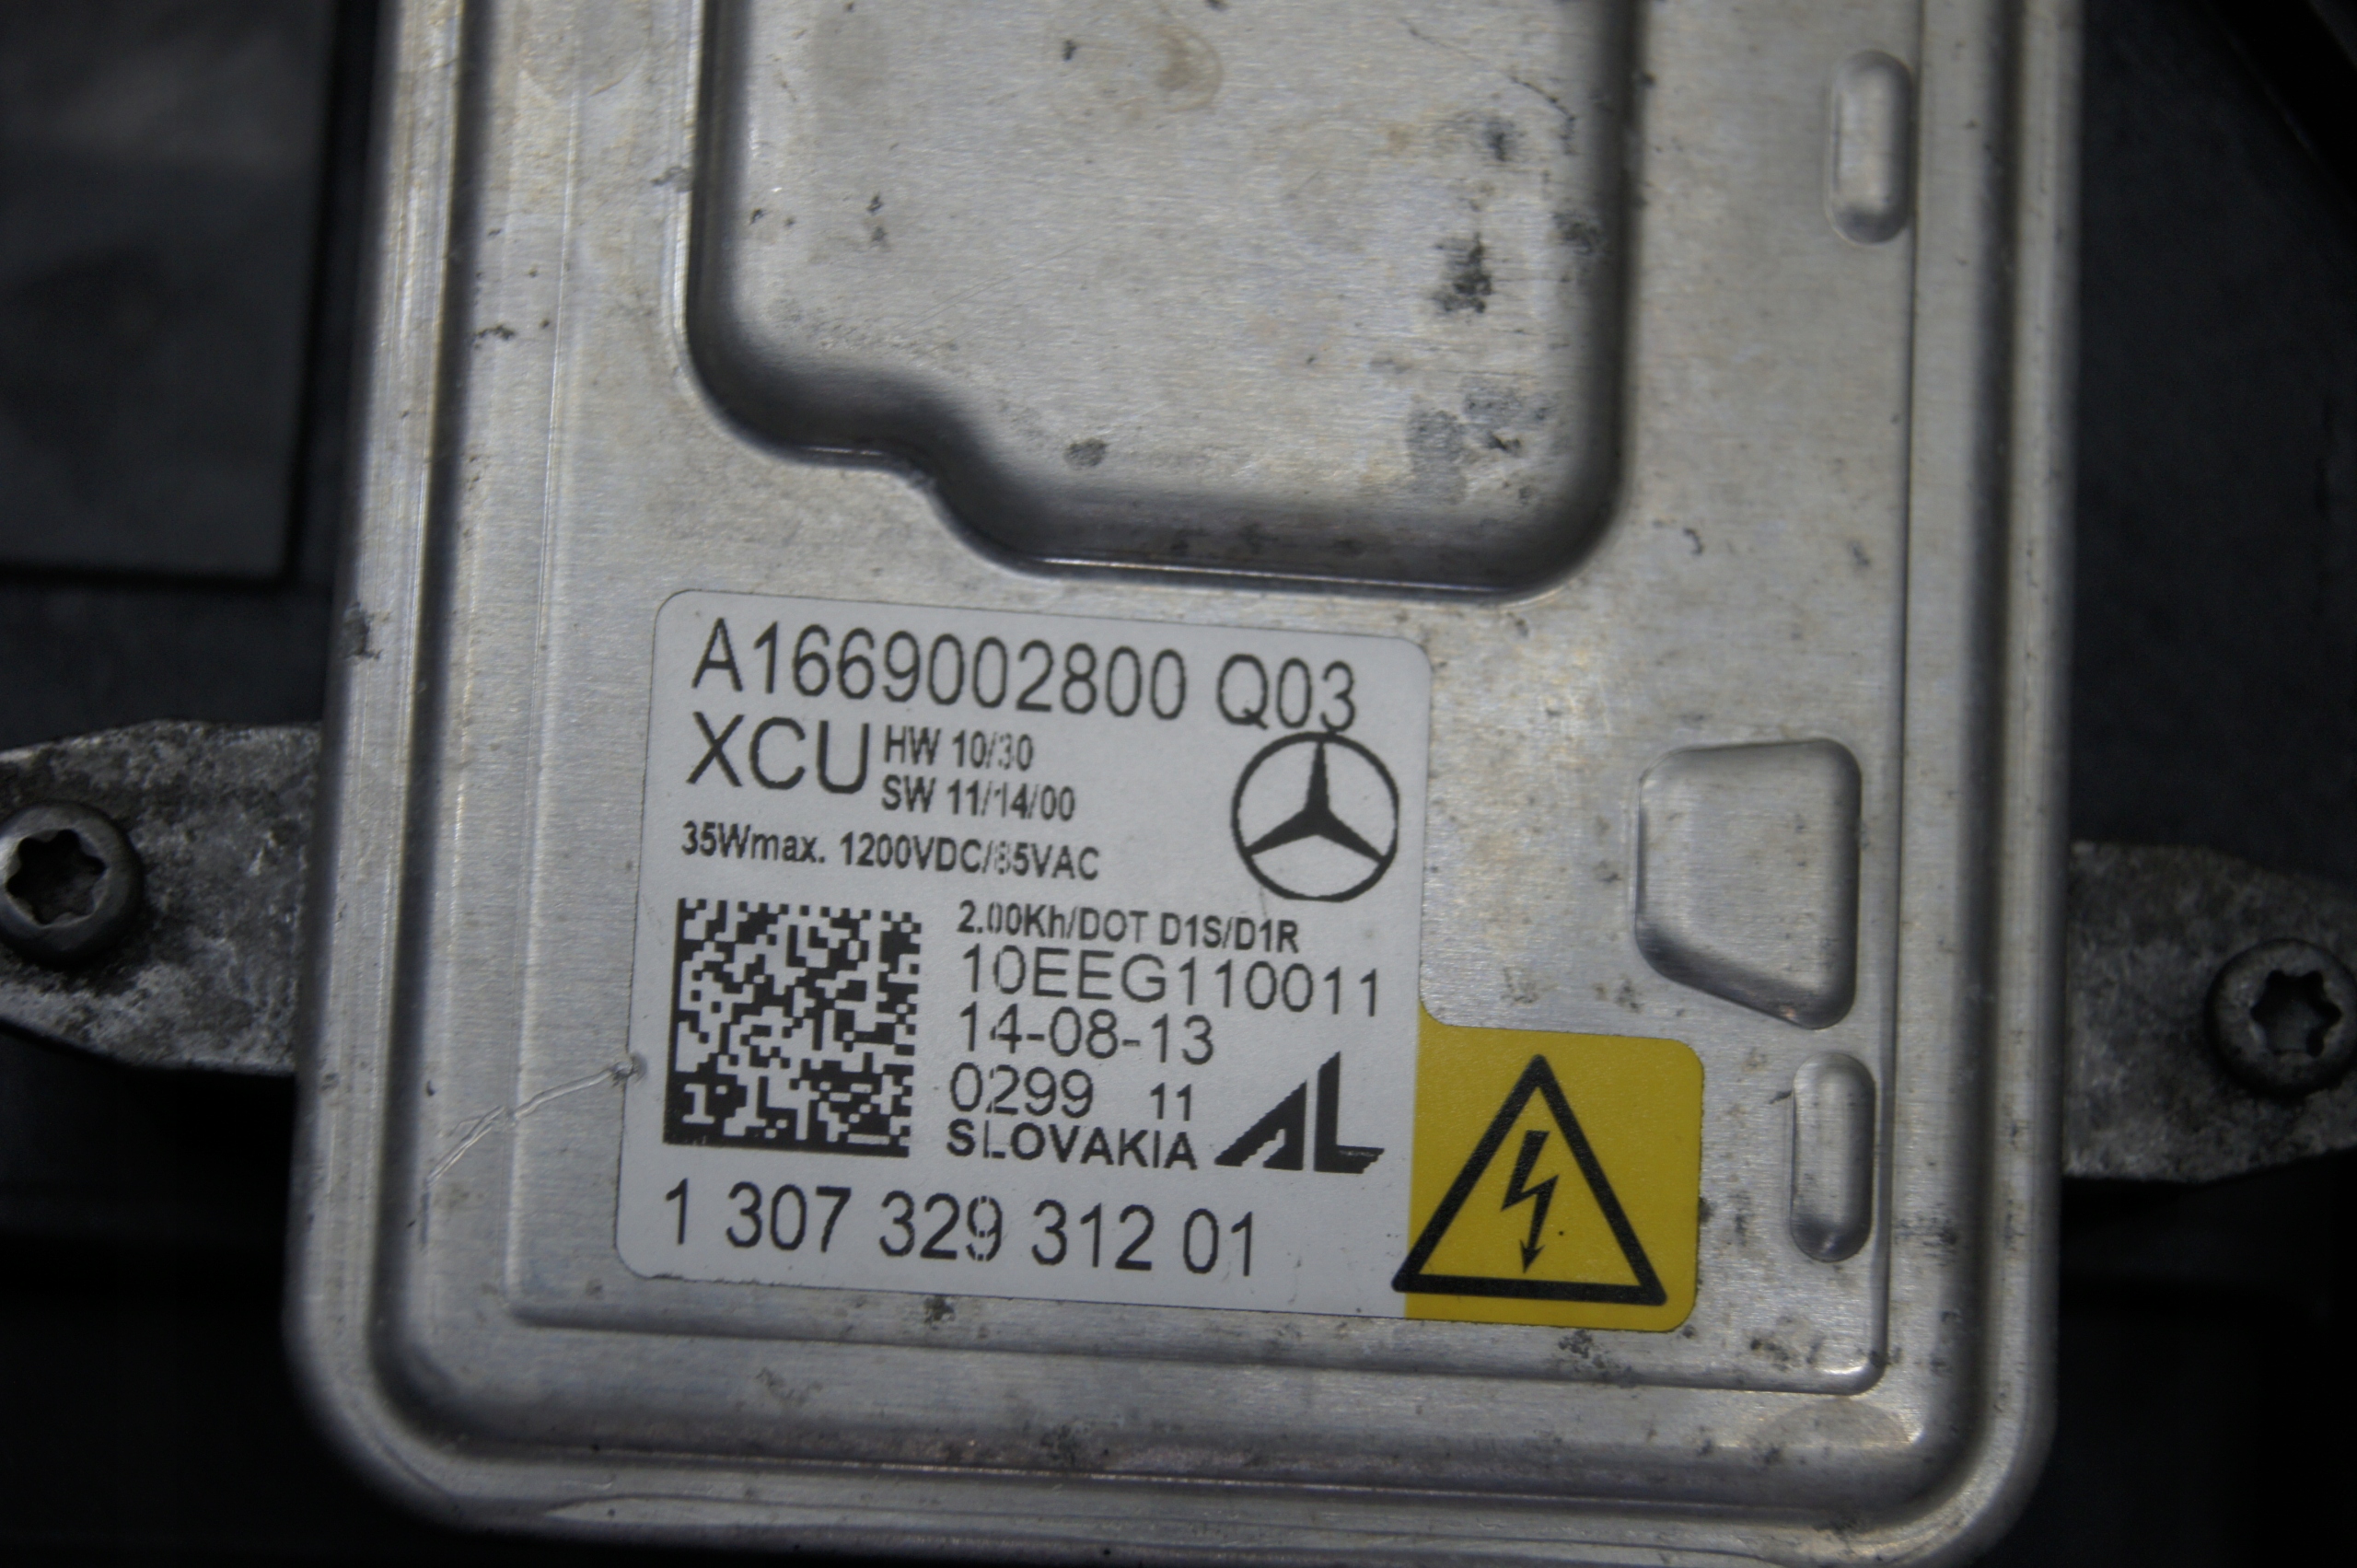 A1669002800 Q03
XCU HW 10/30
SW 11/14/00
35Wmax. 1200VDC/85VAC
2.00Kh/DOT D1S/D1R
10EEG110011
14-08-13
0299 11
SLOVAKIA AL
1 307 329 312 01